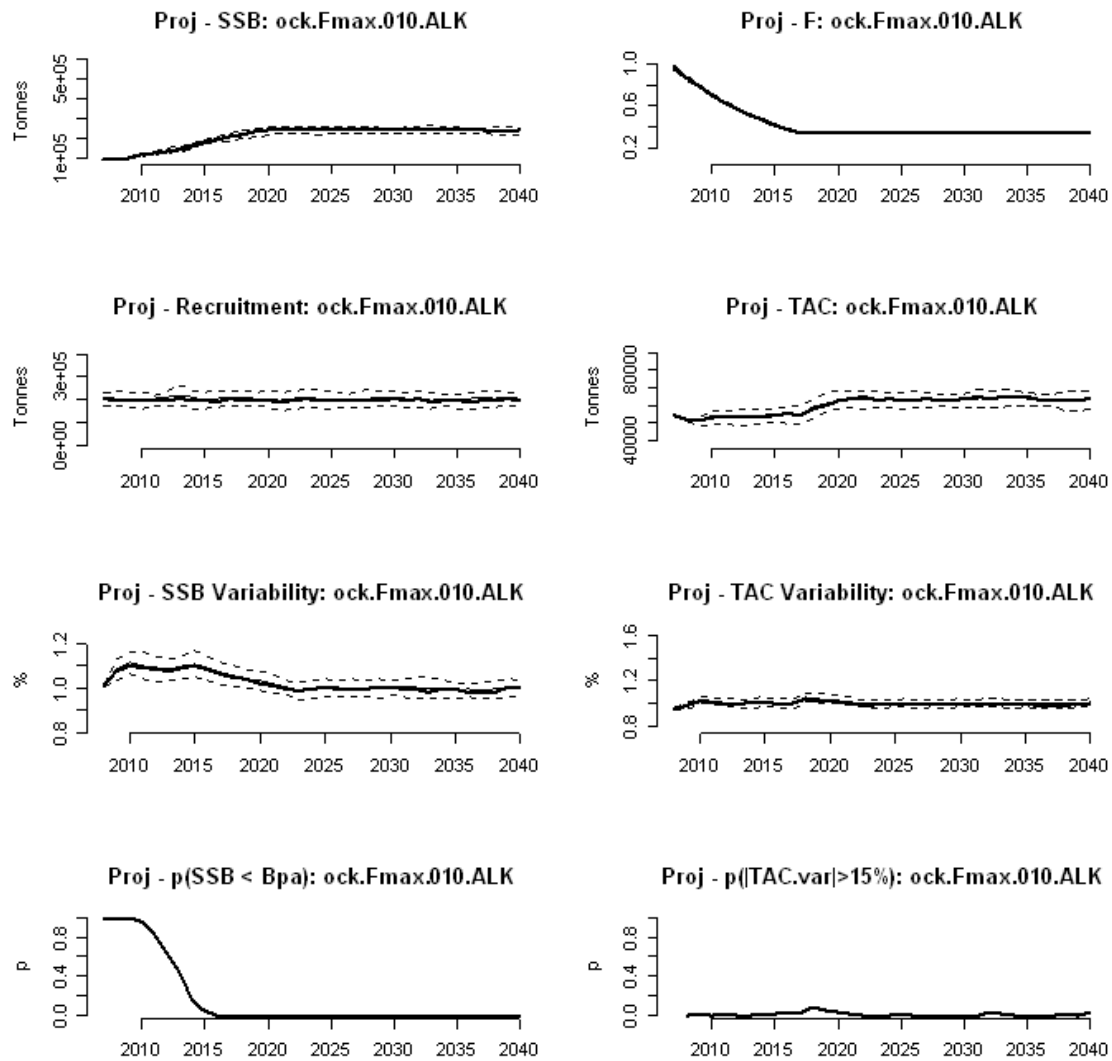 Proj - SSB: ock.Fmax.010.ALK
Tonnes
1e+05 5e+05
2010 2015 2020 2025 2030 2035 2040
Proj - F: ock.Fmax.010.ALK
0.2 0.6 1.0
2010 2015 2020 2025 2030 2035 2040
Proj - Recruitment: ock.Fmax.010.ALK
Tonnes
0e+00 3e+05
2010 2015 2020 2025 2030 2035 2040
Proj - TAC: ock.Fmax.010.ALK
Tonnes
40000 80000
2010 2015 2020 2025 2030 2035 2040
Proj - SSB Variability: ock.Fmax.010.ALK
%
0.8 1.0 1.2
2010 2015 2020 2025 2030 2035 2040
Proj - TAC Variability: ock.Fmax.010.ALK
%
0.8 1.2 1.6
2010 2015 2020 2025 2030 2035 2040
Proj - p(SSB < Bpa): ock.Fmax.010.ALK
p
0.0 0.4 0.8
2010 2015 2020 2025 2030 2035 2040
Proj - p(|TAC.var|>15%): ock.Fmax.010.ALK
p
0.0 0.4 0.8
2010 2015 2020 2025 2030 2035 2040